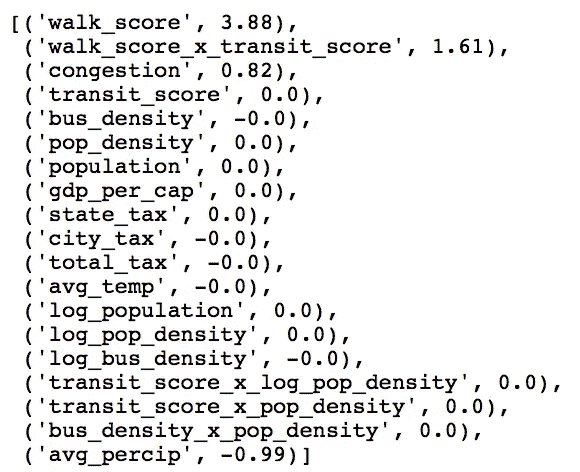 [('walk_score', 3.88),
('walk_score_x_transit_score', 1.61),
('congestion', 0.82),
('transit_score', 0.0),
('bus_density', -0.0),
('pop_density', 0.0),
('population', 0.0),
('gdp_per_cap', 0.0),
('state_tax', 0.0),
('city_tax', -0.0),
('total_tax', -0.0),
('avg_temp', -0.0),
('log_population', 0.0),
('log_pop_density', 0.0),
('log_bus_density', -0.0),
('transit_score_x_log_pop_density', 0.0),
('transit_score_x_pop_density', 0.0),
('bus_density_x_pop_density', 0.0),
('avg_percip', -0.99)]